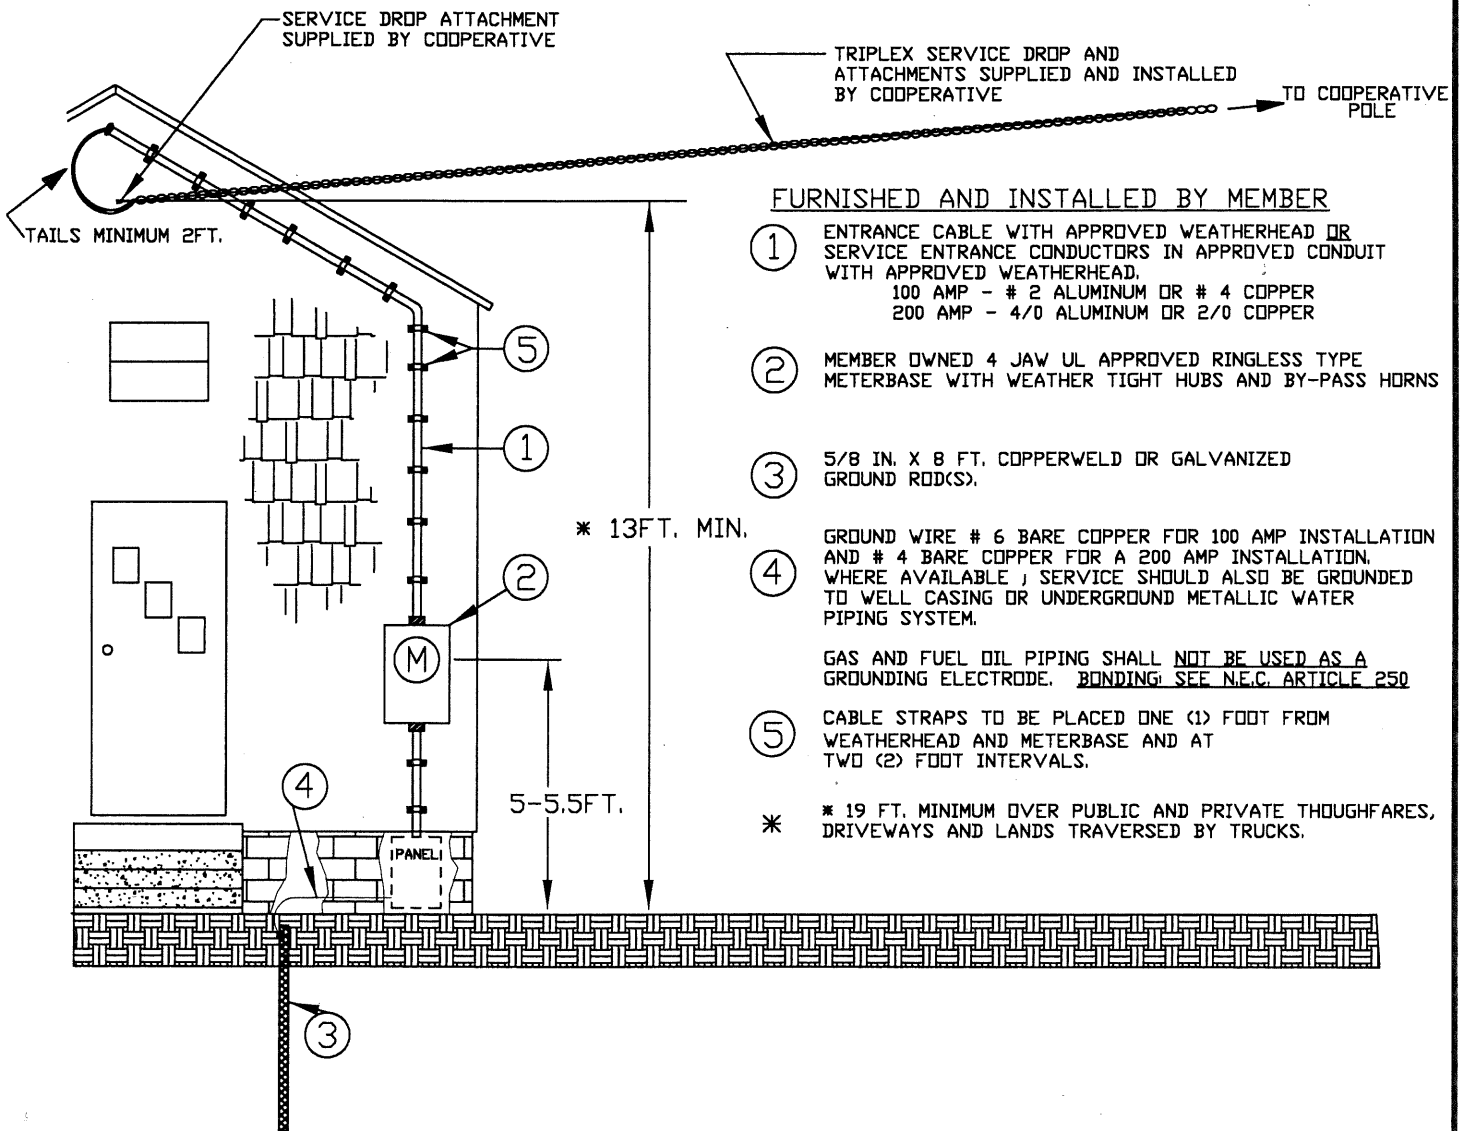 SERVICE DROP ATTACHMENT
SUPPLIED BY COOPERATIVE
TRIPLEX SERVICE DROP AND
ATTACHMENTS SUPPLIED AND INSTALLED
BY COOPERATIVE
TO COOPERATIVE
POLE
TAILS MINIMUM 2FT.
FURNISHED AND INSTALLED BY MEMBER
1 ENTRANCE CABLE WITH APPROVED WEATHERHEAD OR
SERVICE ENTRANCE CONDUCTORS IN APPROVED CONDUIT
WITH APPROVED WEATHERHEAD.
100 AMP - # 2 ALUMINUM OR # 4 COPPER
200 AMP - 4/0 ALUMINUM OR 2/0 COPPER
2 MEMBER OWNED 4 JAW UL APPROVED RINGLESS TYPE
METERBASE WITH WEATHER TIGHT HUBS AND BY-PASS HORNS
3 5/8 IN. X 8 FT. COPPERWELD OR GALVANIZED
GROUND ROD(S).
4 GROUND WIRE # 6 BARE COPPER FOR 100 AMP INSTALLATION
AND # 4 BARE COPPER FOR A 200 AMP INSTALLATION.
WHERE AVAILABLE ; SERVICE SHOULD ALSO BE GROUNDED
TO WELL CASING OR UNDERGROUND METALLIC WATER
PIPING SYSTEM.
GAS AND FUEL OIL PIPING SHALL NOT BE USED AS A
GROUNDING ELECTRODE. BONDING: SEE N.E.C. ARTICLE 250
5 CABLE STRAPS TO BE PLACED ONE (1) FOOT FROM
WEATHERHEAD AND METERBASE AND AT
TWO (2) FOOT INTERVALS.
* * 19 FT. MINIMUM OVER PUBLIC AND PRIVATE THOUGHFARES,
DRIVEWAYS AND LANDS TRAVERSED BY TRUCKS.
5
1
* 13FT. MIN.
2
M
4
5-5.5FT.
PANEL
3